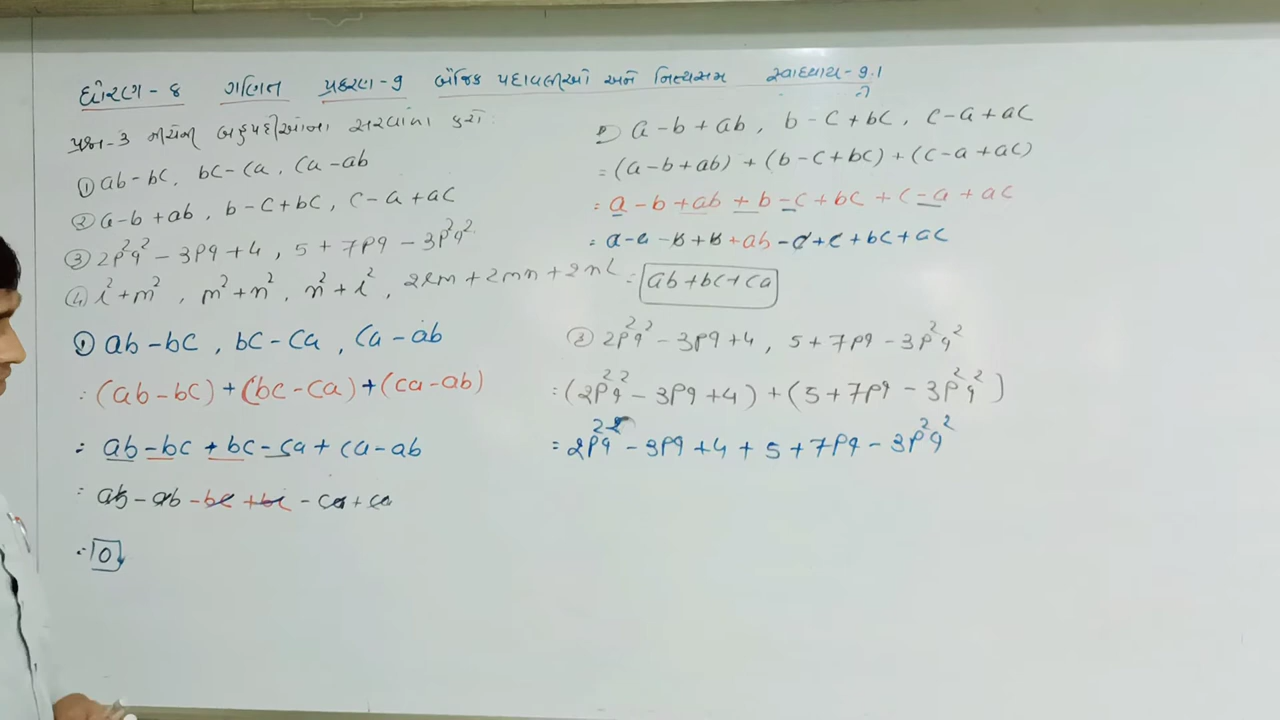 ધોરણ - ૮ ગણિત પ્રકરણ - 9 બૈજિક પદાવલીઓ અને નિત્યસમ સ્વાધ્યાય - 9.1
પ્રશ્ન-3 નીચેની બહુપદીઓના સરવાળા કરો:
① ab - bc, bc - ca, ca - ab
② a - b + ab, b - c + bc, c - a + ac
③ 2p²q² - 3pq + 4, 5 + 7pq - 3p²q²
④ l² + m², m² + n², n² + l², 2lm + 2mn + 2nl
① ab - bc, bc - ca, ca - ab
: (ab - bc) + (bc - ca) + (ca - ab)
= ab - bc + bc - ca + ca - ab
= ab - ab - bc + bc - ca + ca
= 0
a - b + ab, b - c + bc, c - a + ac
= (a - b + ab) + (b - c + bc) + (c - a + ac)
= a - b + ab + b - c + bc + c - a + ac
= a - a - b + b + ab - c + c + bc + ac
= ab + bc + ca
③ 2p²q² - 3pq + 4, 5 + 7pq - 3p²q²
= (2p²q² - 3pq + 4) + (5 + 7pq - 3p²q²)
= 2p²q² - 3pq + 4 + 5 + 7pq - 3p²q²